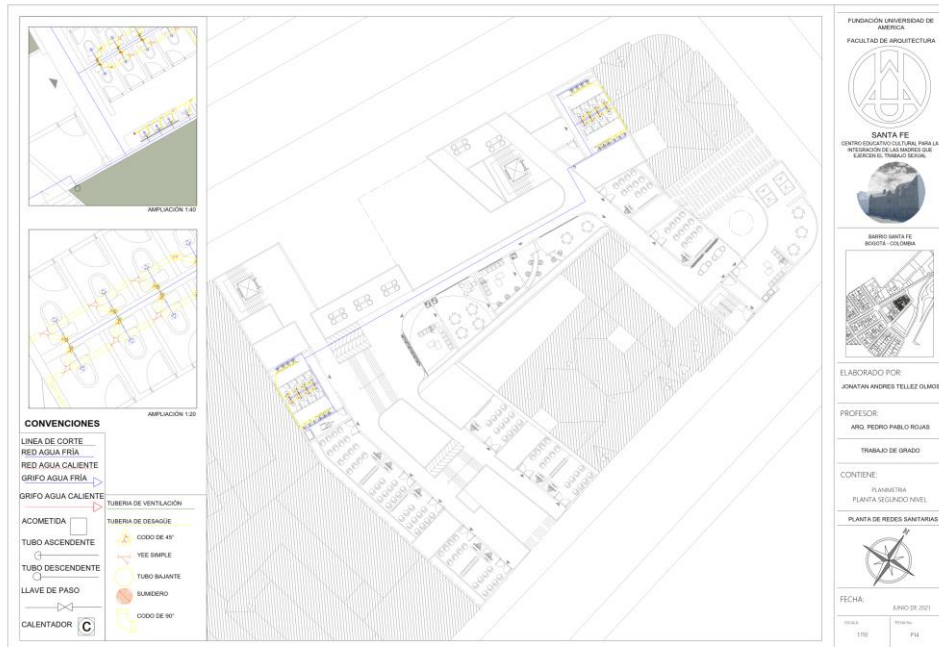 AMPLIACIÓN 1:40
AMPLIACIÓN 1:20
CONVENCIONES
LINEA DE CORTE
RED AGUA FRÍA
RED AGUA CALIENTE
GRIFO AGUA FRÍA
GRIFO AGUA CALIENTE
ACOMETIDA
TUBO ASCENDENTE
TUBO DESCENDENTE
LLAVE DE PASO
CALENTADOR
C
TUBERIA DE VENTILACIÓN
TUBERIA DE DESAGÜE
CODO DE 45°
YEE SIMPLE
TUBO BAJANTE
SUMIDERO
CODO DE 90°
FUNDACIÓN UNIVERSIDAD DE
AMERICA
FACULTAD DE ARQUITECTURA
SANTA FE
CENTRO EDUCATIVO CULTURAL PARA LA
INTEGRACIÓN DE LAS MADRES QUE
EJERCEN EL TRABAJO SEXUAL
BARRIO SANTA FE
BOGOTÁ - COLOMBIA
ELABORADO POR:
JONATAN ANDRES TELLEZ OLMOS
PROFESOR:
ARQ. PEDRO PABLO ROJAS
TRABAJO DE GRADO
CONTIENE:
PLANIMETRIA
PLANTA SEGUNDO NIVEL
PLANTA DE REDES SANITARIAS
FECHA:
JUNIO DE 2021
ESCALA